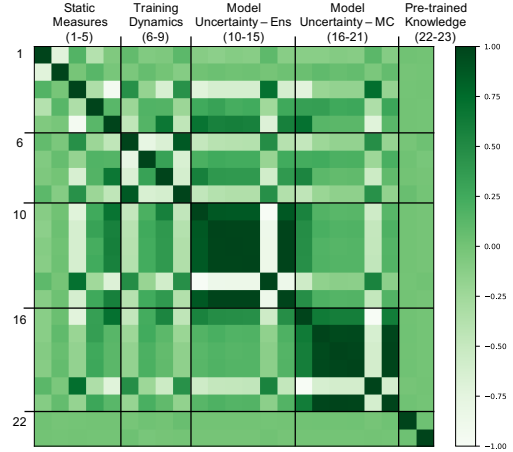 Static Measures (1-5)
Training Dynamics (6-9)
Model Uncertainty – Ens (10-15)
Model Uncertainty – MC (16-21)
Pre-trained Knowledge (22-23)
1
6
10
16
22
1.00
0.75
0.50
0.25
0.00
−0.25
−0.50
−0.75
−1.00